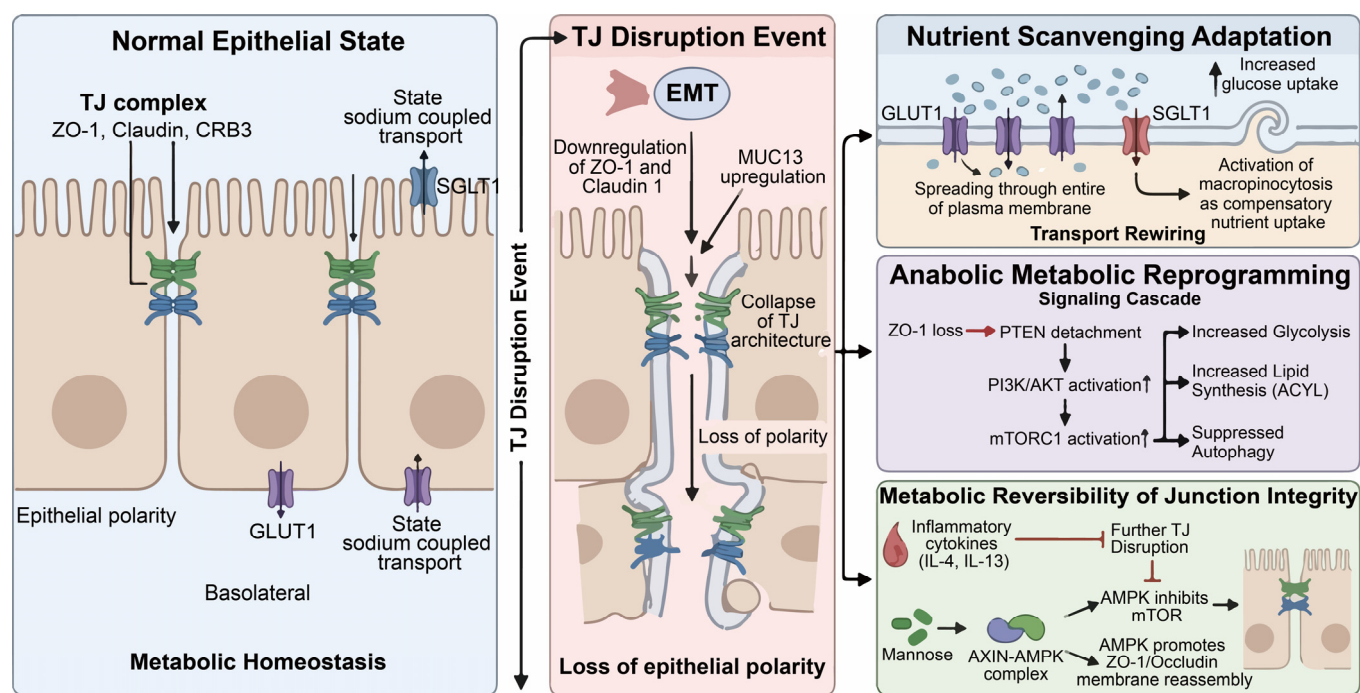 Normal Epithelial State
TJ complex
ZO-1, Claudin, CRB3
State
sodium coupled
transport
SGLT1
Epithelial polarity
GLUT1
State
sodium coupled
transport
Basolateral
Metabolic Homeostasis
TJ Disruption Event
TJ Disruption Event
EMT
Downregulation
of ZO-1 and
Claudin 1
MUC13
upregulation
Collapse
of TJ
architecture
Loss of polarity
Loss of epithelial polarity
Nutrient Scanvenging Adaptation
Increased
glucose uptake
GLUT1
SGLT1
Spreading through entire
of plasma membrane
Activation of
macropinocytosis
as compensatory
nutrient uptake
Transport Rewiring
Anabolic Metabolic Reprogramming
Signaling Cascade
ZO-1 loss
PTEN detachment
PI3K/AKT activation
mTORC1 activation
Increased Glycolysis
Increased Lipid
Synthesis (ACYL)
Suppressed
Autophagy
Metabolic Reversibility of Junction Integrity
Inflammatory
cytokines
(IL-4, IL-13)
Further TJ
Disruption
AMPK inhibits
mTOR
Mannose
AXIN-AMPK
complex
AMPK promotes
ZO-1/Occludin
membrane reassembly